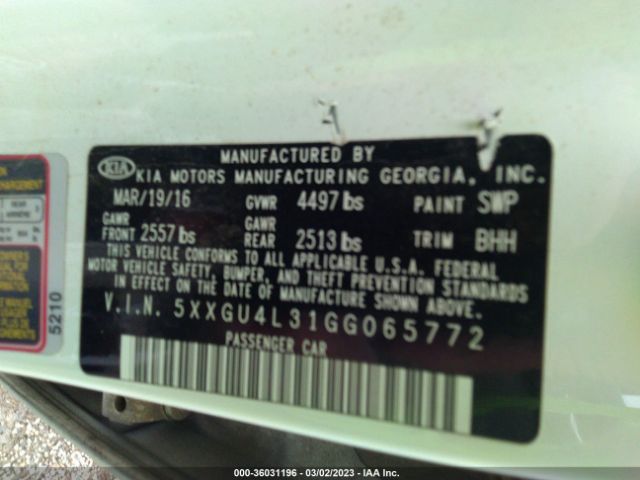 KIA
MANUFACTURED BY
KIA MOTORS MANUFACTURING GEORGIA, INC.
MAR/19/16 GVWR 4497 lbs PAINT SWP
GAWR FRONT 2557 lbs GAWR REAR 2513 lbs TRIM BHH
THIS VEHICLE CONFORMS TO ALL APPLICABLE U.S.A. FEDERAL
MOTOR VEHICLE SAFETY, BUMPER, AND THEFT PREVENTION STANDARDS
IN EFFECT ON THE DATE OF MANUFACTURE SHOWN ABOVE.
V.I.N. 5XXGU4L31GG065772
PASSENGER CAR
5210
000-36031196 - 03/02/2023 - IAA Inc.